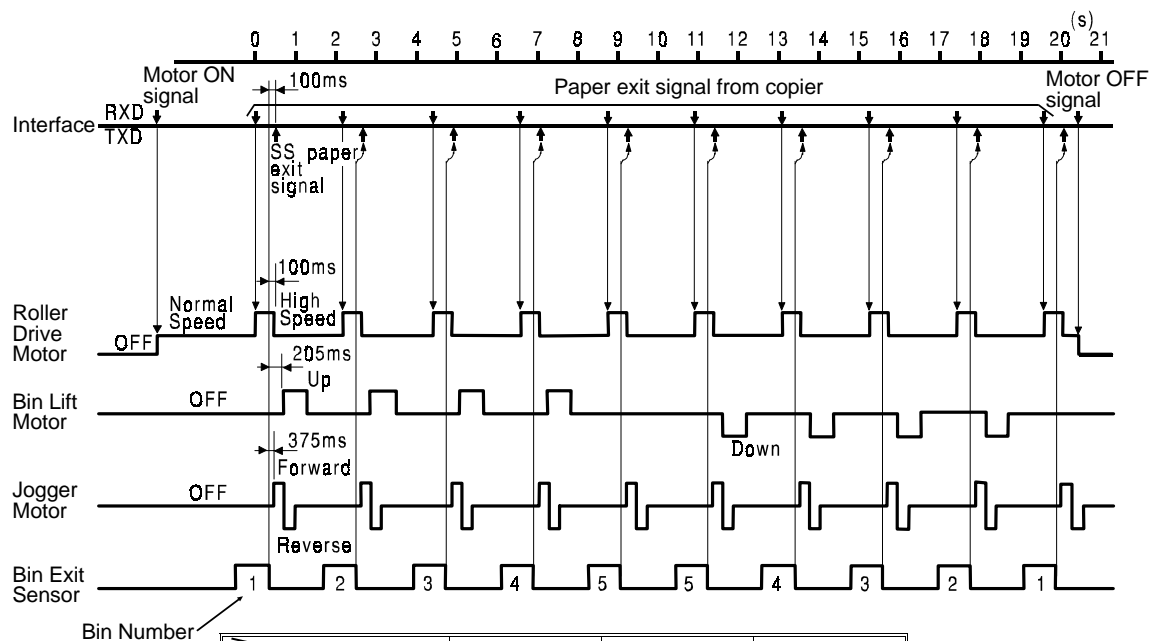 (s)
0 1 2 3 4 5 6 7 8 9 10 11 12 13 14 15 16 17 18 19 20 21
Motor ON
signal
100ms
Paper exit signal from copier
Motor OFF
signal
Interface
RXD
TXD
SS paper
exit
signal
100ms
Roller
Drive
Motor
OFF
Normal
Speed
High
Speed
205ms
Up
Bin Lift
Motor
OFF
Down
375ms
Forward
Jogger
Motor
OFF
Reverse
Bin Exit
Sensor
1 2 3 4 5 5 4 3 2 1
Bin Number